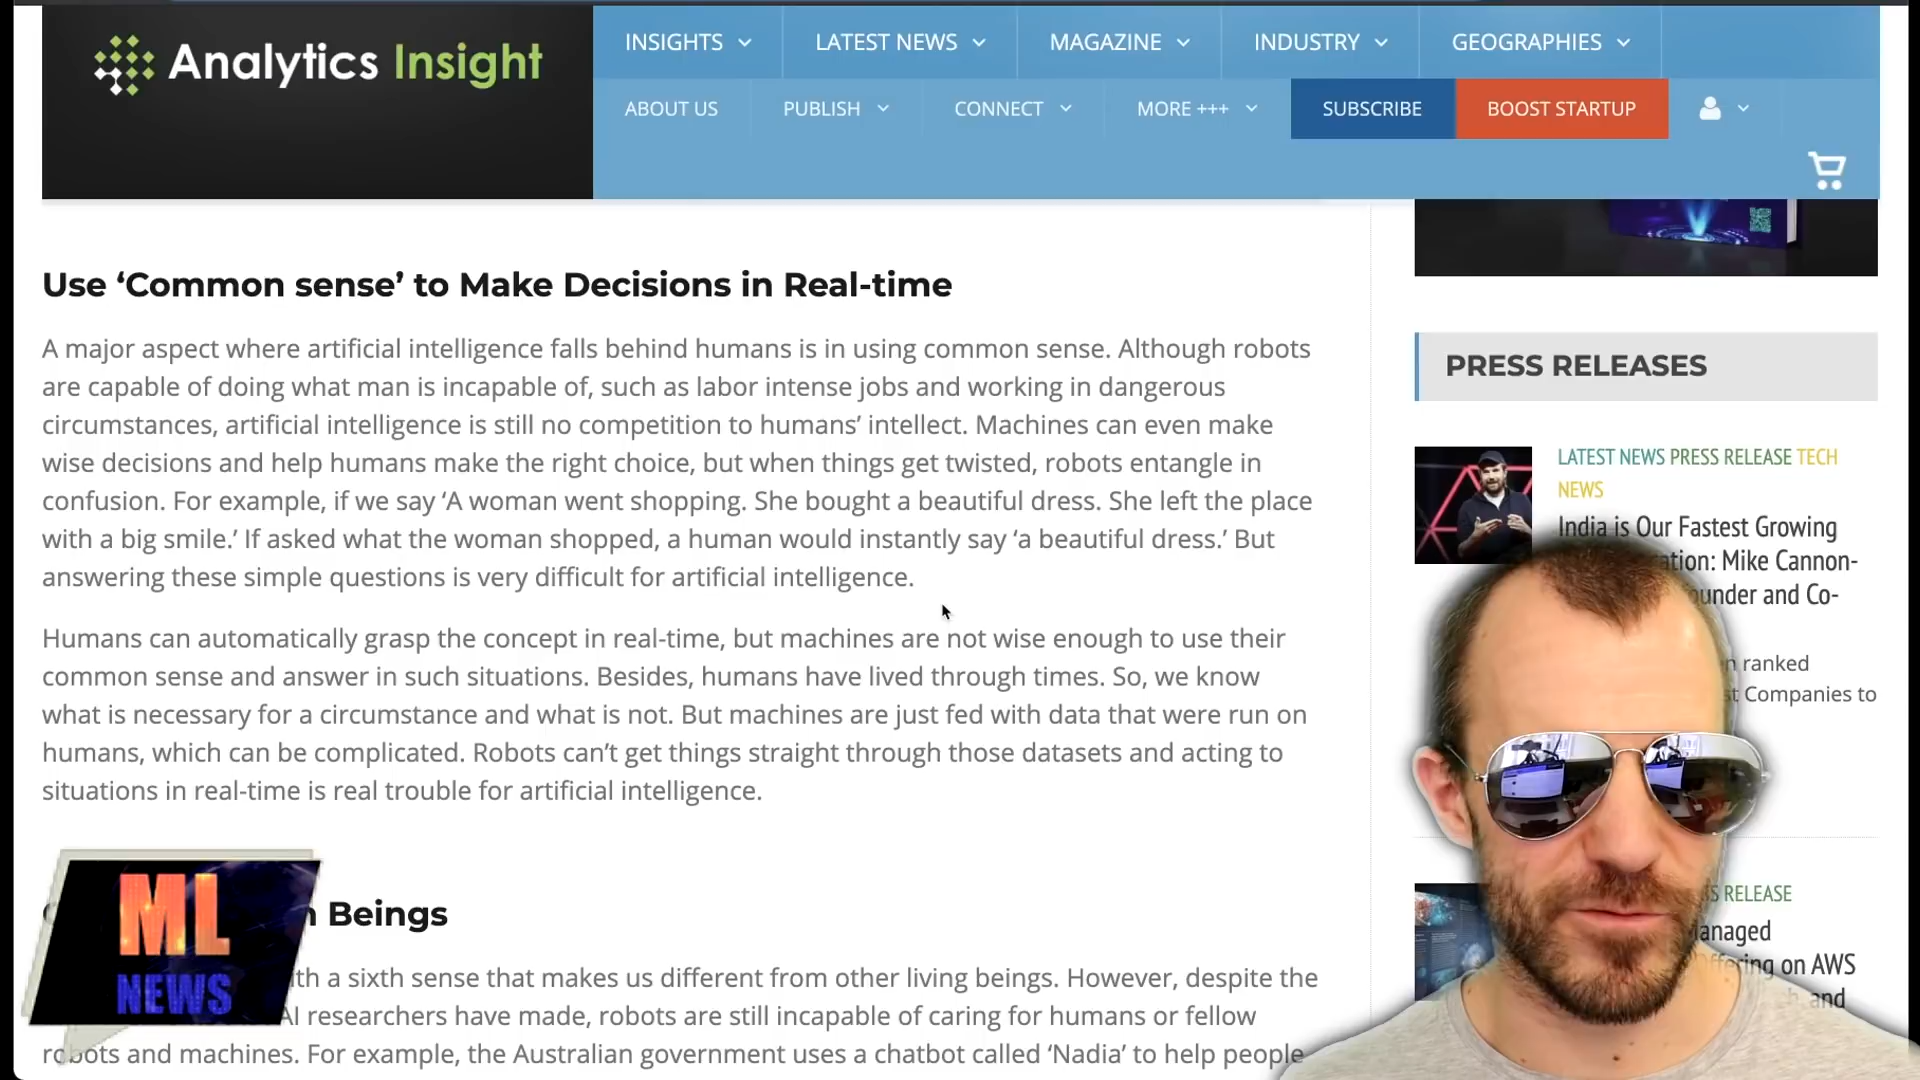 Analytics Insight
INSIGHTS
LATEST NEWS
MAGAZINE
INDUSTRY
GEOGRAPHIES
ABOUT US
PUBLISH
CONNECT
MORE +++
SUBSCRIBE
BOOST STARTUP
Use ‘Common sense’ to Make Decisions in Real-time
A major aspect where artificial intelligence falls behind humans is in using common sense. Although robots
are capable of doing what man is incapable of, such as labor intense jobs and working in dangerous
circumstances, artificial intelligence is still no competition to humans’ intellect. Machines can even make
wise decisions and help humans make the right choice, but when things get twisted, robots entangle in
confusion. For example, if we say ‘A woman went shopping. She bought a beautiful dress. She left the place
with a big smile.’ If asked what the woman shopped, a human would instantly say ‘a beautiful dress.’ But
answering these simple questions is very difficult for artificial intelligence.
Humans can automatically grasp the concept in real-time, but machines are not wise enough to use their
common sense and answer in such situations. Besides, humans have lived through times. So, we know
what is necessary for a circumstance and what is not. But machines are just fed with data that were run on
humans, which can be complicated. Robots can’t get things straight through those datasets and acting to
situations in real-time is real trouble for artificial intelligence.
Beings
a sixth sense that makes us different from other living beings. However, despite the
AI researchers have made, robots are still incapable of caring for humans or fellow
robots and machines. For example, the Australian government uses a chatbot called ‘Nadia’ to help people
ML
NEWS
PRESS RELEASES
LATEST NEWS PRESS RELEASE TECH
NEWS
India is Our Fastest Growing
Mike Cannon-
and Co-
ranked
Companies to
RELEASE
on AWS
and